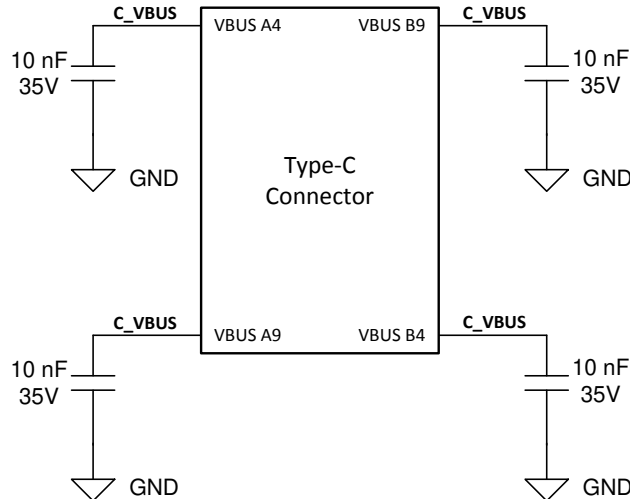 C_VBUS
VBUS A4
VBUS B9
C_VBUS
10 nF
35V
10 nF
35V
GND
Type-C
Connector
GND
C_VBUS
VBUS A9
VBUS B4
C_VBUS
10 nF
35V
10 nF
35V
GND
GND